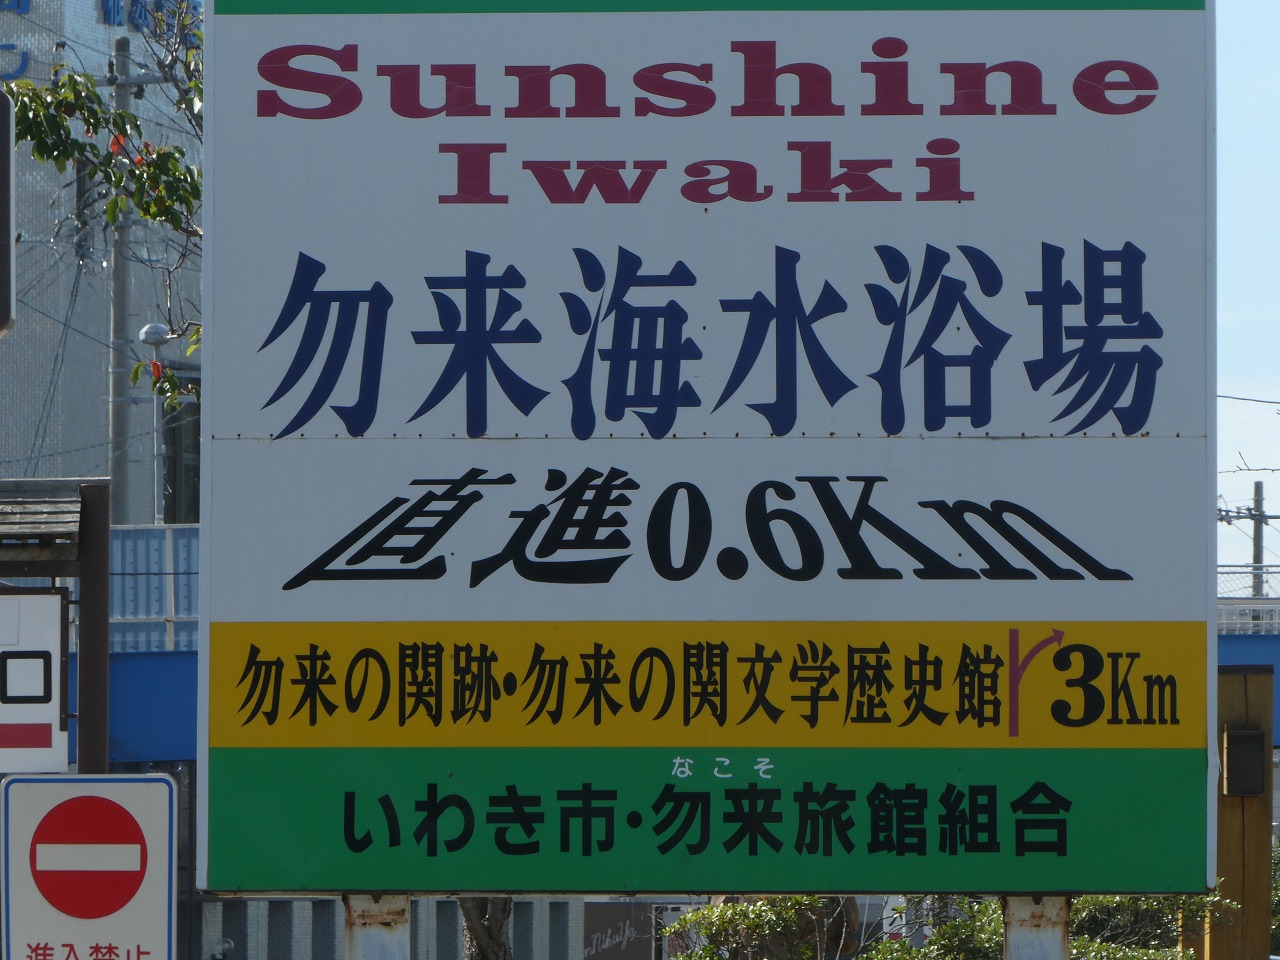 Sunshine
Iwaki
勿来海水浴場
直進0.6Km
勿来の関跡・勿来の関文学歴史館 3Km
なこそ
いわき市・勿来旅館組合
進入禁止